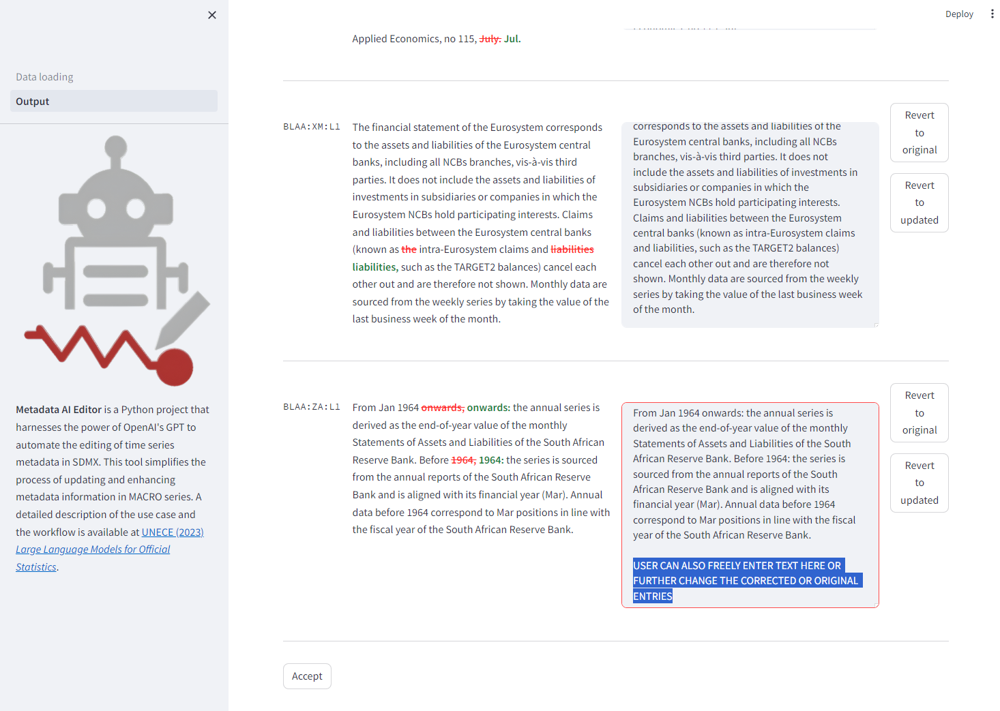 Deploy
Data loading
Output
Metadata AI Editor is a Python project that
harnesses the power of OpenAI's GPT to
automate the editing of time series
metadata in SDMX. This tool simplifies the
process of updating and enhancing
metadata information in MACRO series. A
detailed description of the use case and
the workflow is available at UNECE (2023)
Large Language Models for Official
Statistics.
Applied Economics, no 115, July. Jul.
BLAA:XM:L1
The financial statement of the Eurosystem corresponds
to the assets and liabilities of the Eurosystem central
banks, including all NCBs branches, vis-à-vis third
parties. It does not include the assets and liabilities of
investments in subsidiaries or companies in which the
Eurosystem NCBs hold participating interests. Claims
and liabilities between the Eurosystem central banks
(known as the intra-Eurosystem claims and liabilities
liabilities, such as the TARGET2 balances) cancel each
other out and are therefore not shown. Monthly data are
sourced from the weekly series by taking the value of the
last business week of the month.
corresponds to the assets and liabilities of the
Eurosystem central banks, including all NCBs
branches, vis-à-vis third parties. It does not
include the assets and liabilities of investments in
subsidiaries or companies in which the
Eurosystem NCBs hold participating interests.
Claims and liabilities between the Eurosystem
central banks (known as intra-Eurosystem claims
and liabilities, such as the TARGET2 balances)
cancel each other out and are therefore not
shown. Monthly data are sourced from the weekly
series by taking the value of the last business week
of the month.
Revert
to
original
Revert
to
updated
BLAA:ZA:L1
From Jan 1964 onwards, onwards: the annual series is
derived as the end-of-year value of the monthly
Statements of Assets and Liabilities of the South African
Reserve Bank. Before 1964, 1964: the series is sourced
from the annual reports of the South African Reserve
Bank and is aligned with its financial year (Mar). Annual
data before 1964 correspond to Mar positions in line with
the fiscal year of the South African Reserve Bank.
From Jan 1964 onwards: the annual series is
derived as the end-of-year value of the monthly
Statements of Assets and Liabilities of the South
African Reserve Bank. Before 1964: the series is
sourced from the annual reports of the South
African Reserve Bank and is aligned with its
financial year (Mar). Annual data before 1964
correspond to Mar positions in line with the fiscal
year of the South African Reserve Bank.
USER CAN ALSO FREELY ENTER TEXT HERE OR
FURTHER CHANGE THE CORRECTED OR ORIGINAL
ENTRIES
Revert
to
original
Revert
to
updated
Accept